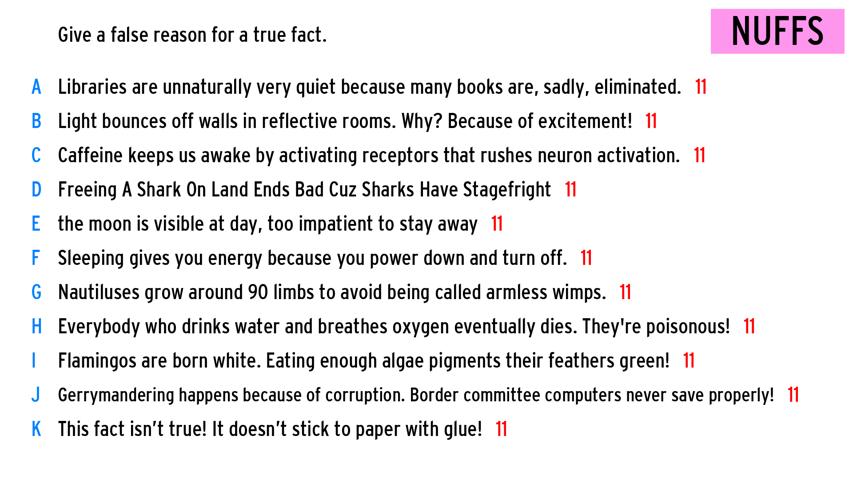 Give a false reason for a true fact.
NUFFS
A Libraries are unnaturally very quiet because many books are, sadly, eliminated. 11
B Light bounces off walls in reflective rooms. Why? Because of excitement! 11
C Caffeine keeps us awake by activating receptors that rushes neuron activation. 11
D Freeing A Shark On Land Ends Bad Cuz Sharks Have Stagefright 11
E the moon is visible at day, too impatient to stay away 11
F Sleeping gives you energy because you power down and turn off. 11
G Nautiluses grow around 90 limbs to avoid being called armless wimps. 11
H Everybody who drinks water and breathes oxygen eventually dies. They're poisonous! 11
I Flamingos are born white. Eating enough algae pigments their feathers green! 11
J Gerrymandering happens because of corruption. Border committee computers never save properly! 11
K This fact isn't true! It doesn't stick to paper with glue! 11